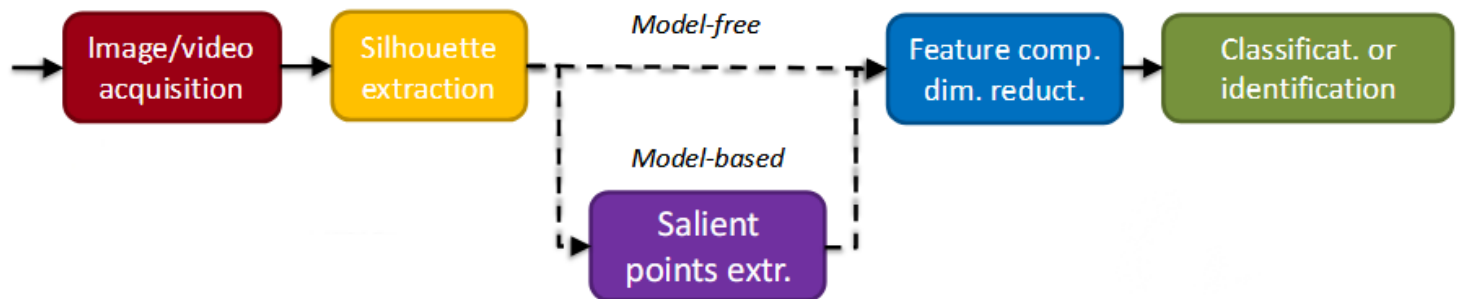 Image/video
acquisition
Silhouette
extraction
Model-free
Model-based
Salient
points extr.
Feature comp.
dim. reduct.
Classificat. or
identification